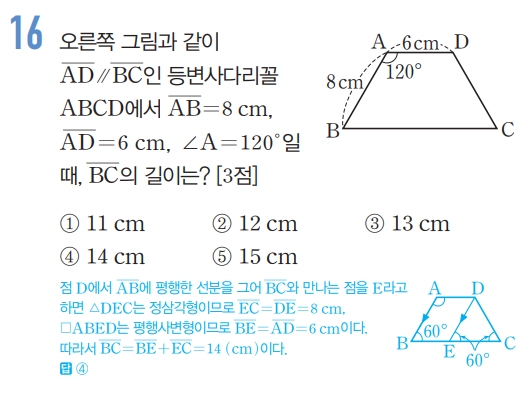 16
오른쪽 그림과 같이
AD∥BC인 등변사다리꼴
ABCD에서 AB=8 cm,
AD=6 cm, ∠A=120°일
때, BC의 길이는? [3점]
A 6cm D
8cm 120°
B C
① 11 cm ② 12 cm ③ 13 cm
④ 14 cm ⑤ 15 cm
점 D에서 AB에 평행한 선분을 그어 BC와 만나는 점을 E라고
하면 △DEC는 정삼각형이므로 EC=DE=8 cm,
□ABED는 평행사변형이므로 BE=AD=6 cm이다.
따라서 BC=BE+EC=14 (cm)이다.
답 ④
A D
60°
B E C
60°